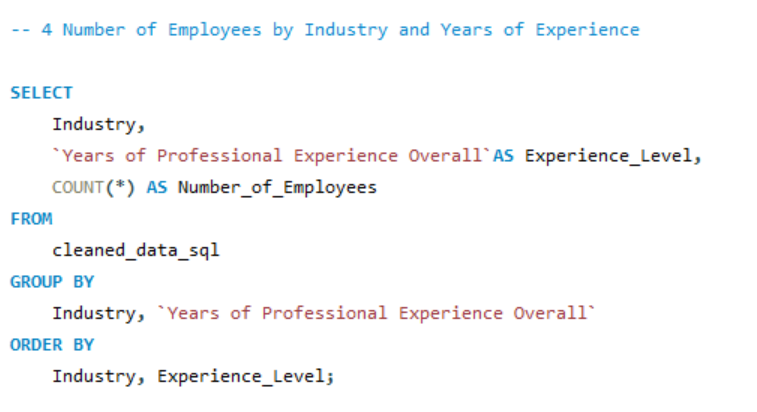 -- 4 Number of Employees by Industry and Years of Experience
SELECT
Industry,
`Years of Professional Experience Overall`AS Experience_Level,
COUNT(*) AS Number_of_Employees
FROM
cleaned_data_sql
GROUP BY
Industry, `Years of Professional Experience Overall`
ORDER BY
Industry, Experience_Level;